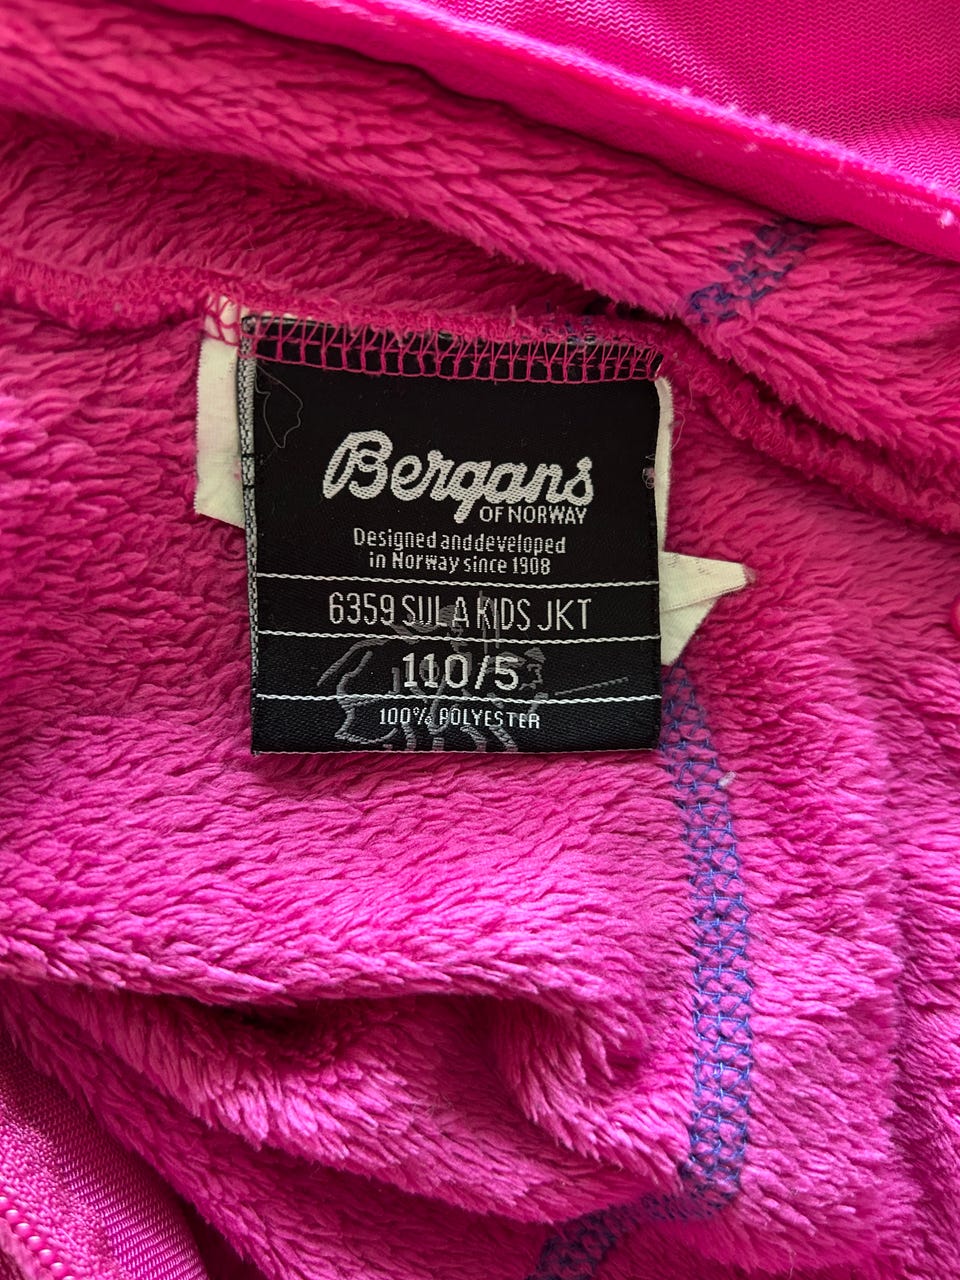 Bergans
OF NORWAY
Designed and developed
in Norway since 1908
6359 SULA KIDS JKT
110/5
100% POLYESTER